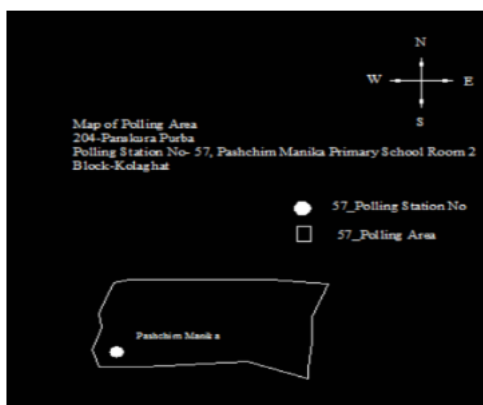 N
W E
S
Map of Polling Area
204-Panskura Purba
Polling Station No- 57, Pashchim Manika Primary School Room 2
Block-Kolaghat
57_Polling Station No
57_Polling Area
Pashchim Manika